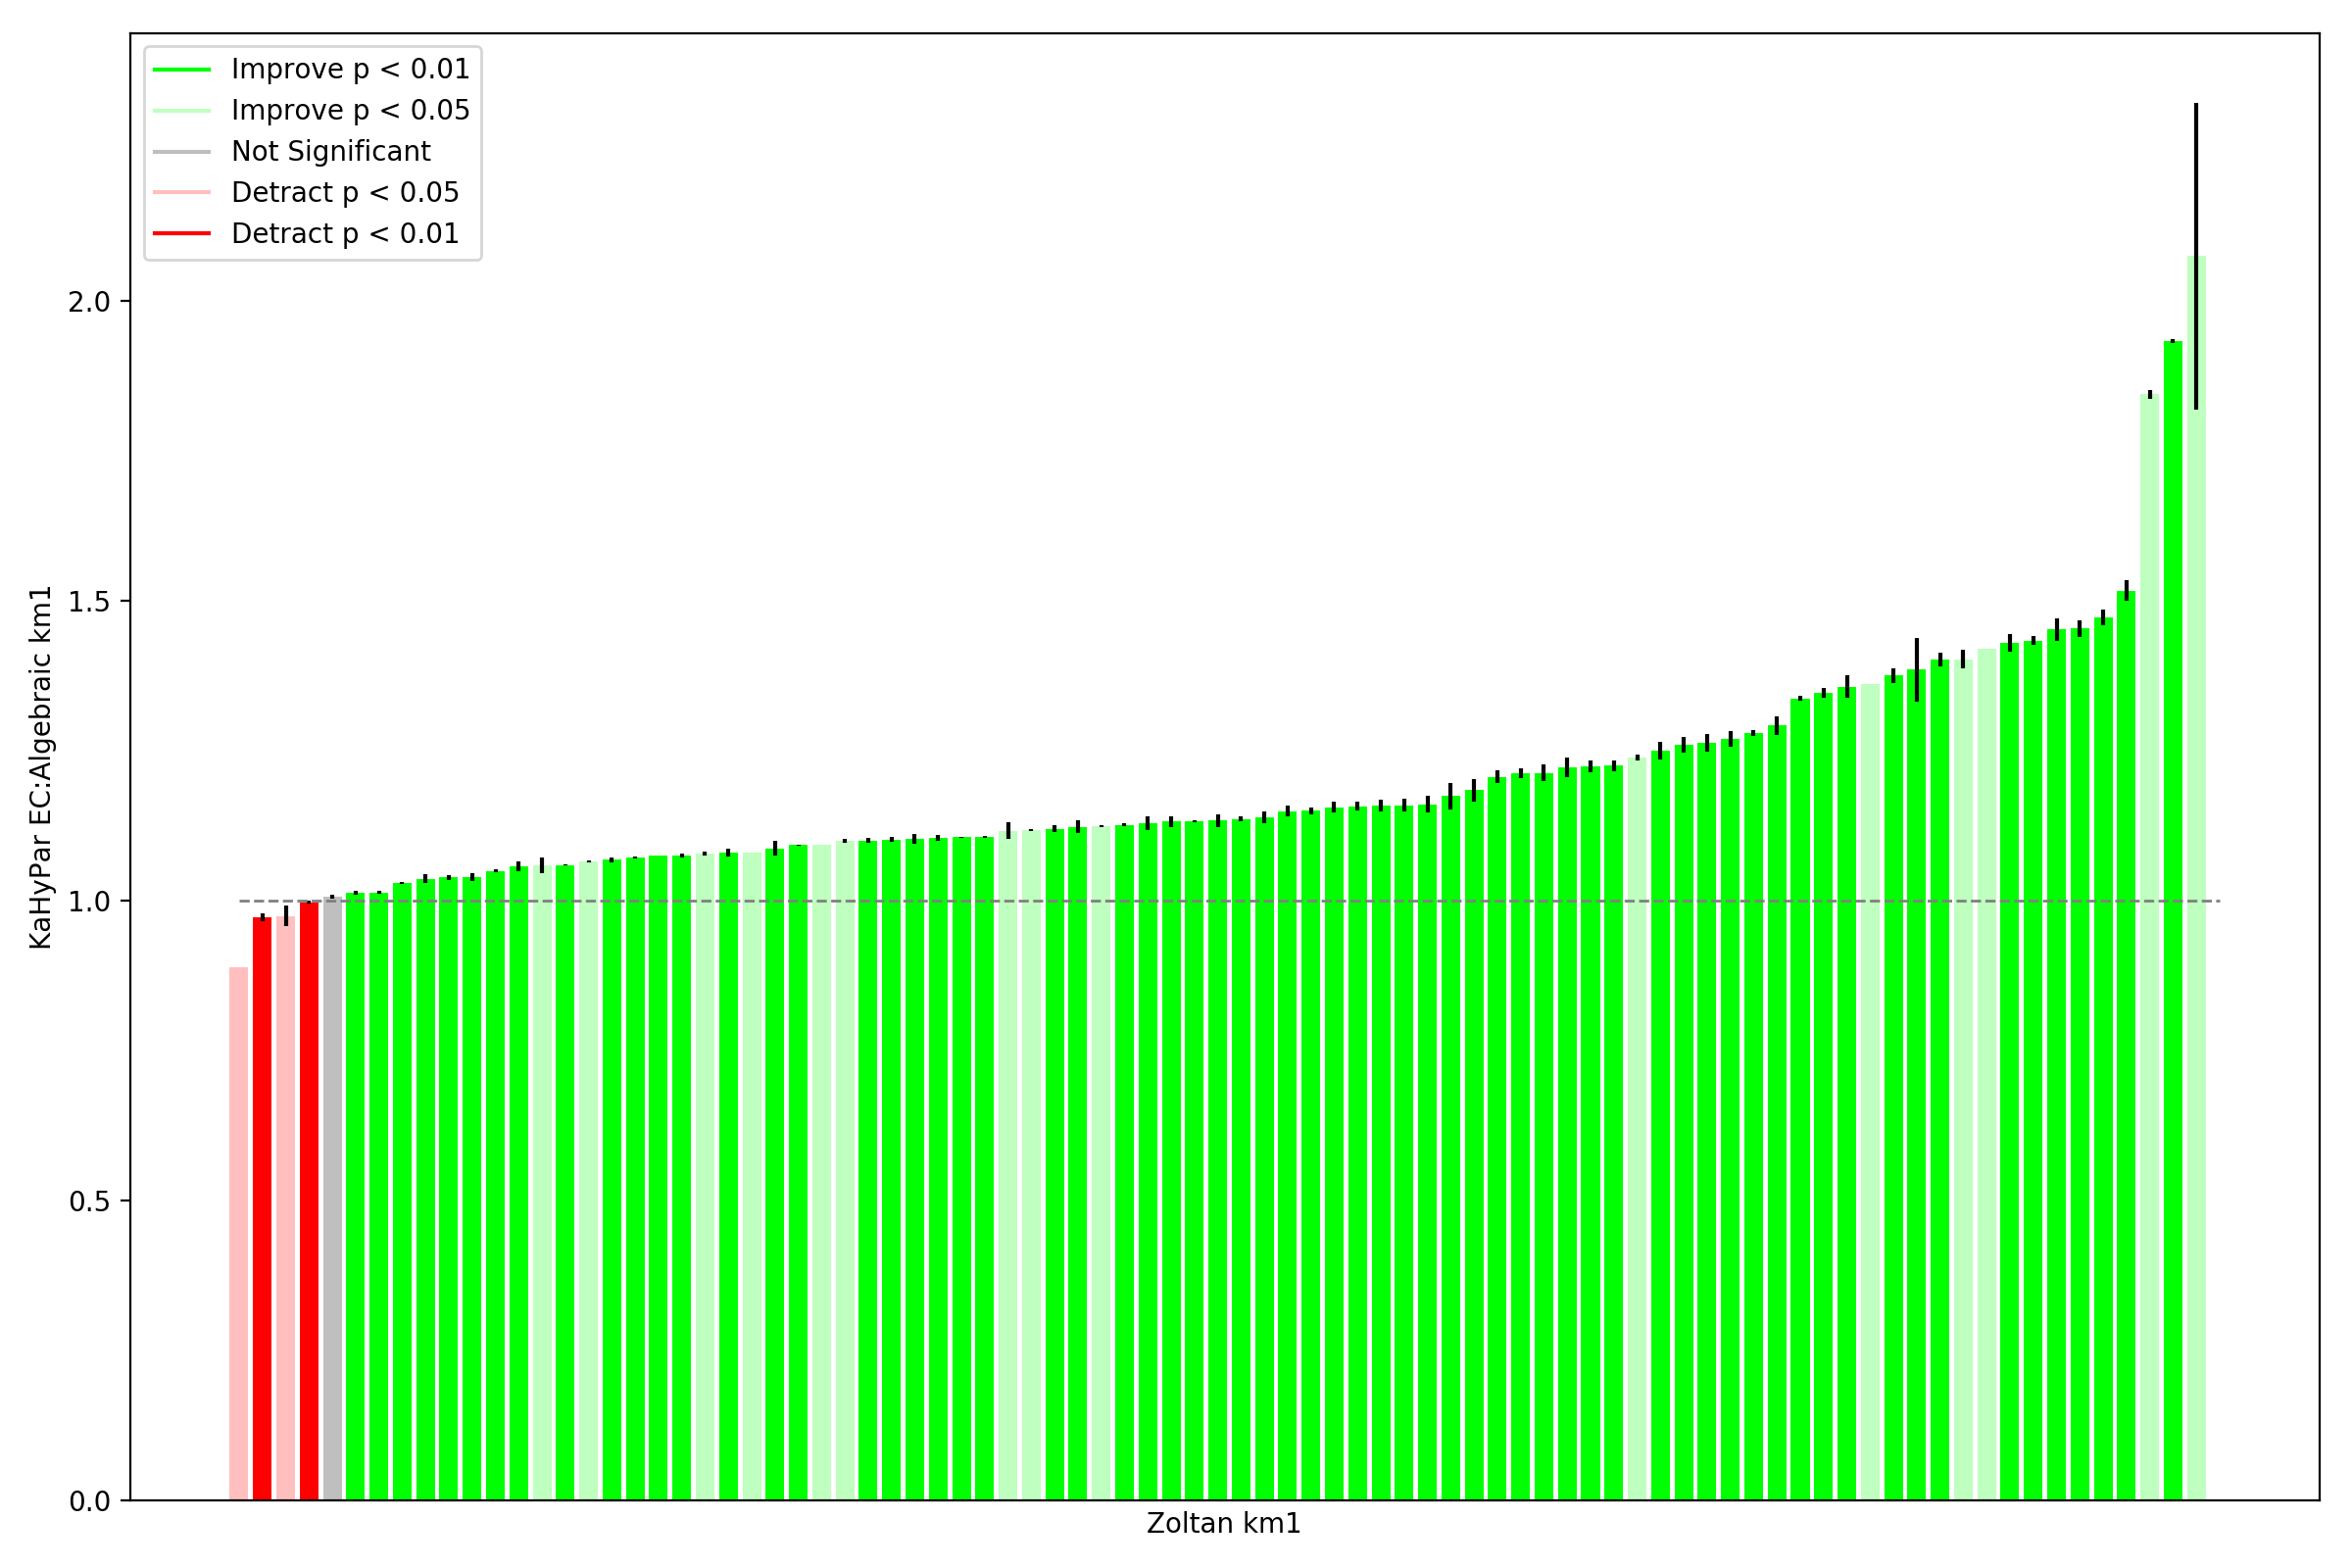 Improve p < 0.01
Improve p < 0.05
Not Significant
Detract p < 0.05
Detract p < 0.01
2.0
1.5
1.0
0.5
0.0
KaHyPar EC:Algebraic km1
Zoltan km1